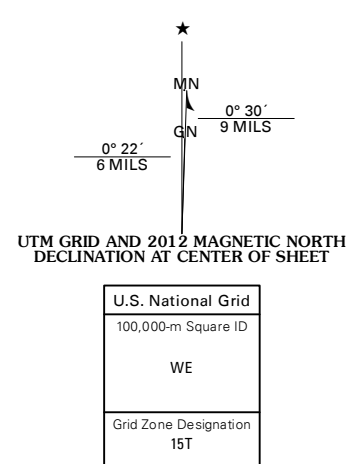 MN
0° 30´
9 MILS
GN
0° 22´
6 MILS
UTM GRID AND 2012 MAGNETIC NORTH
DECLINATION AT CENTER OF SHEET
U.S. National Grid
100,000-m Square ID
WE
Grid Zone Designation
15T